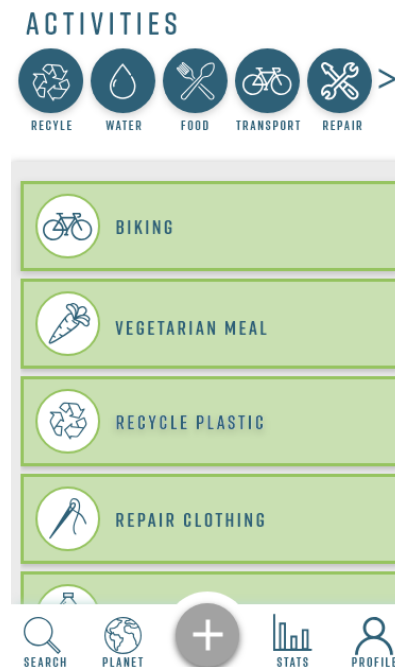 ACTIVITIES
RECYLE WATER FOOD TRANSPORT REPAIR
BIKING
VEGETARIAN MEAL
RECYCLE PLASTIC
REPAIR CLOTHING
SEARCH PLANET STATS PROFILE